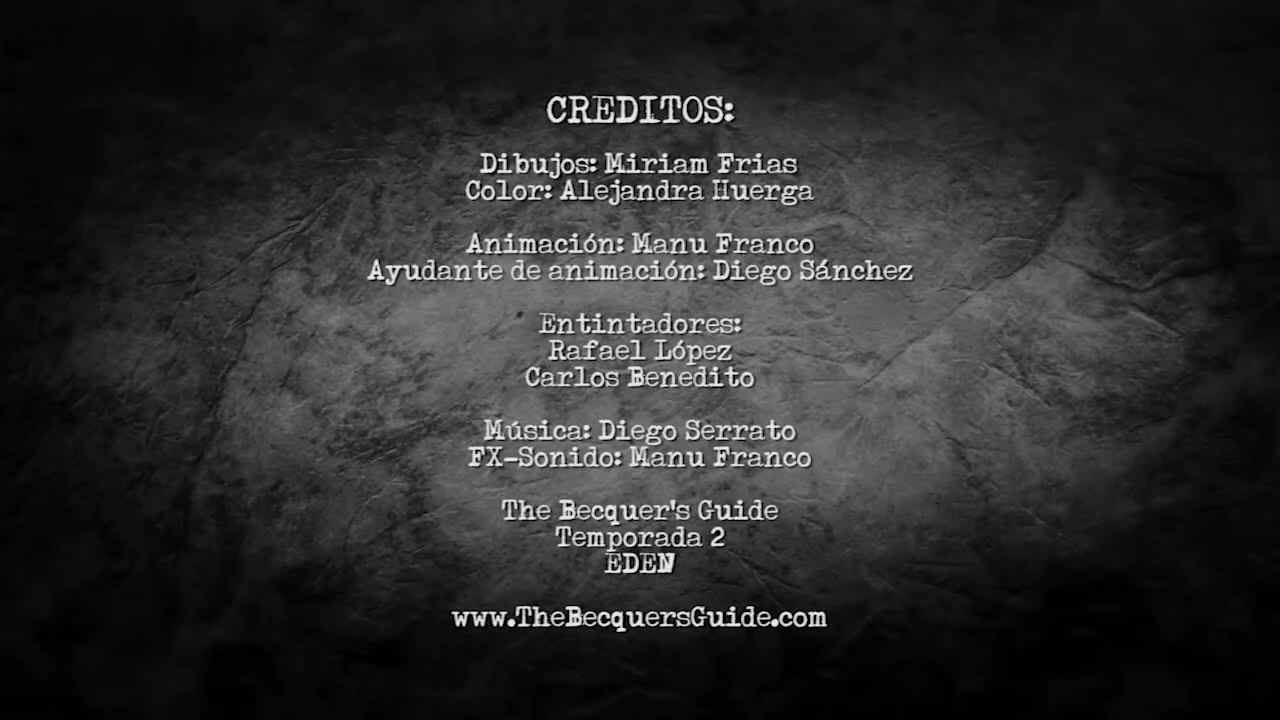 CREDITOS:
Dibujos: Miriam Frias
Color: Alejandra Huerga
Animación: Manu Franco
Ayudante de animación: Diego Sánchez
Entintadores:
Rafael López
Carlos Benedito
Música: Diego Serrato
FX-Sonido: Manu Franco
The Becquer's Guide
Temporada 2
EDEN
www.TheBecquersGuide.com